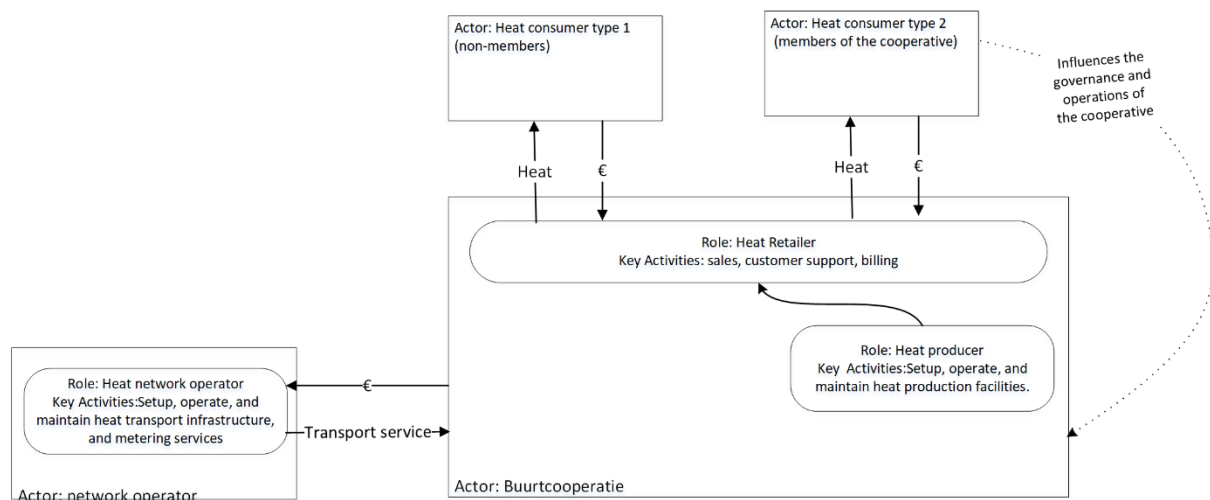 Actor: Heat consumer type 1
(non-members)
Actor: Heat consumer type 2
(members of the cooperative)
Influences the
governance and
operations of
the cooperative
Heat
€
Heat
€
Role: Heat Retailer
Key Activities: sales, customer support, billing
Role: Heat producer
Key Activities:Setup, operate, and
maintain heat production facilities.
Role: Heat network operator
Key Activities:Setup, operate, and
maintain heat transport infrastructure,
and metering services
€
Transport service
Actor: network operator
Actor: Buurtcooperatie